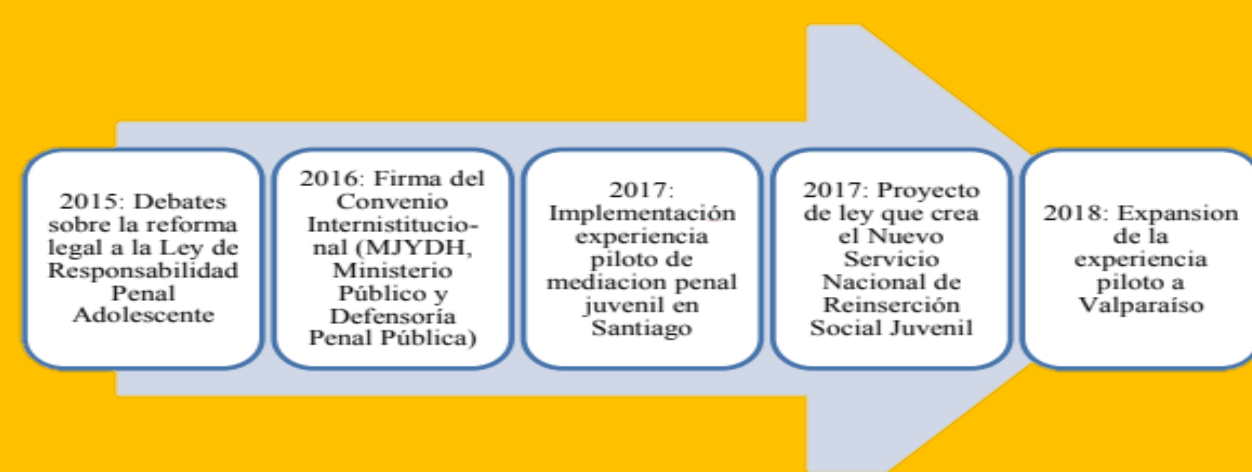 2015: Debates
sobre la reforma
legal a la Ley de
Responsabilidad
Penal
Adolescente
2016: Firma del
Convenio
Internistitucio-
nal (MJYDH,
Ministerio
Público y
Defensoría
Penal Pública)
2017:
Implementación
experiencia
piloto de
mediacion penal
juvenil en
Santiago
2017: Proyecto
de ley que crea
el Nuevo
Servicio
Nacional de
Reinserción
Social Juvenil
2018: Expansion
de la
experiencia
piloto a
Valparaíso